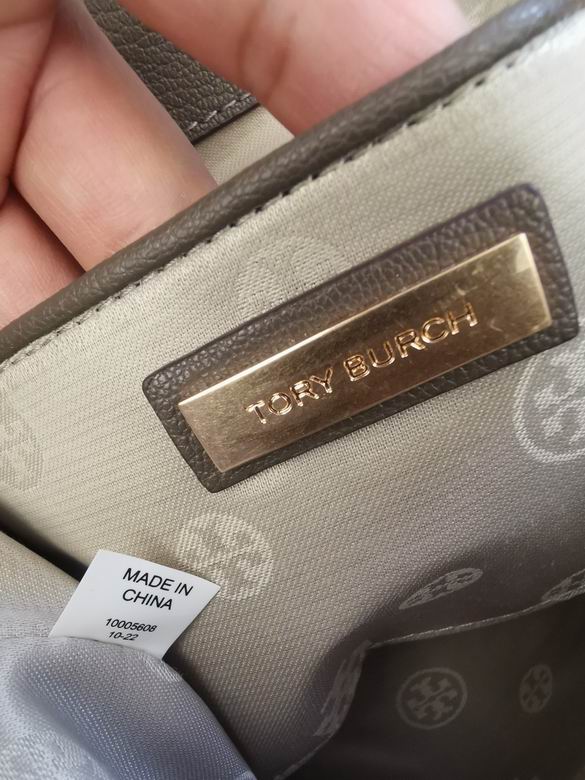 TORY BURCH
MADE IN
CHINA
10005608
10-22